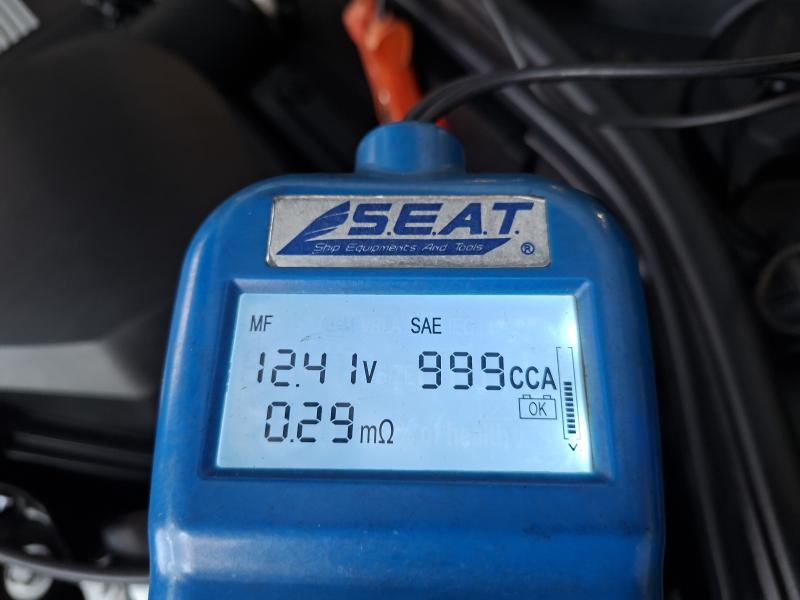 S.E.A.T.
Ship Equipments And Tools ®
MF SAE
12.41v 999CCA
OK
0.29mΩ